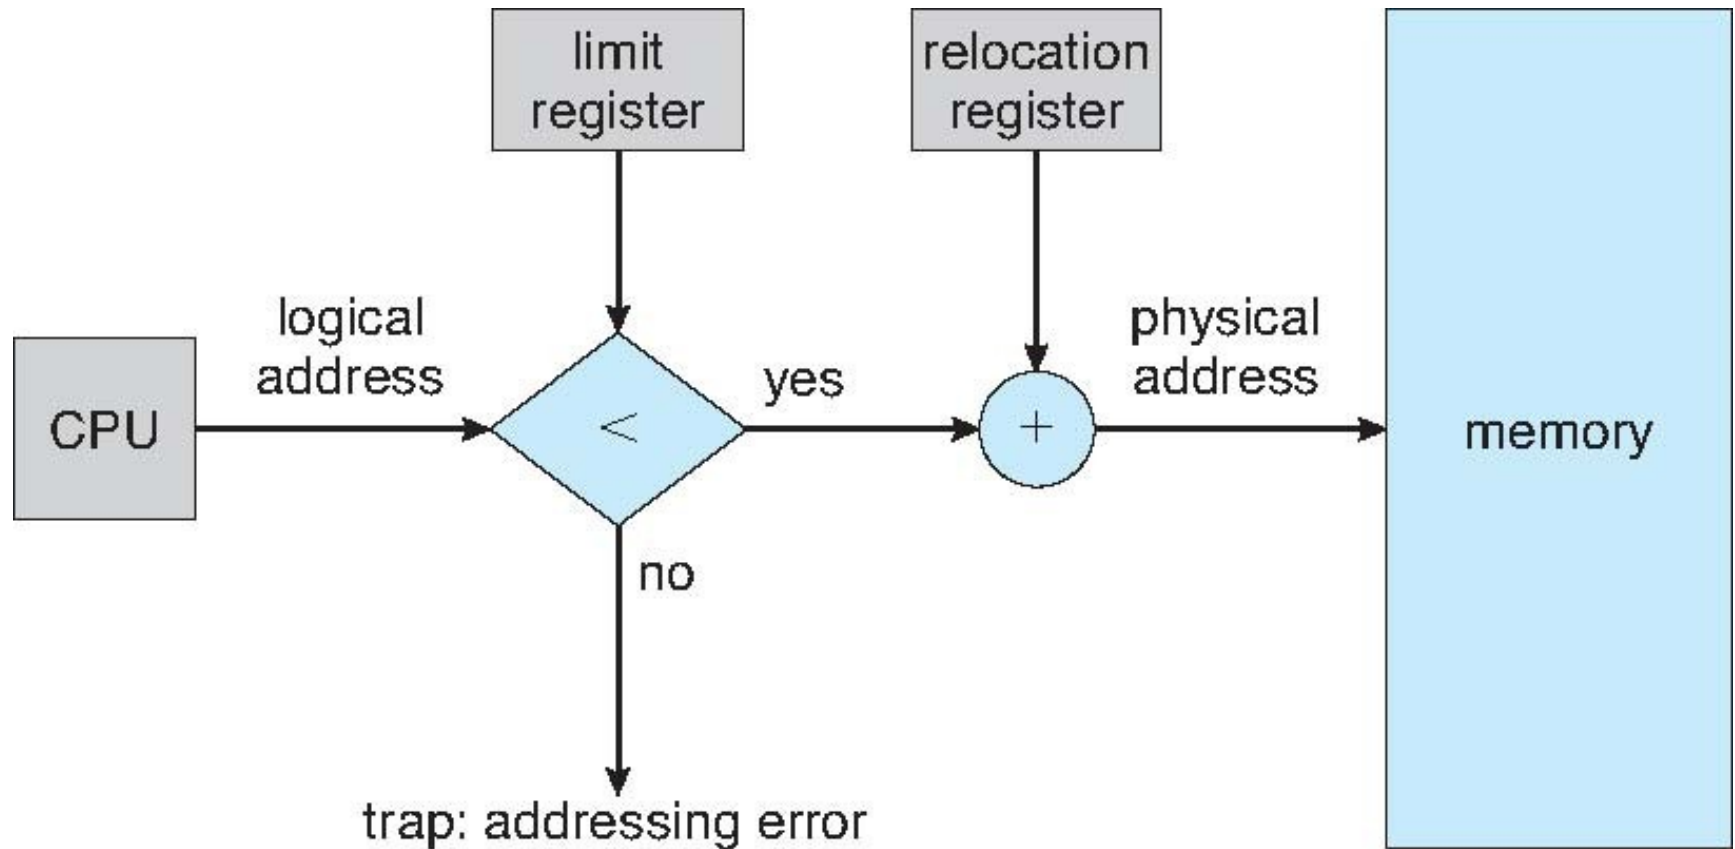 limit
register
relocation
register
logical
address
CPU
<
yes
+
physical
address
memory
no
trap: addressing error